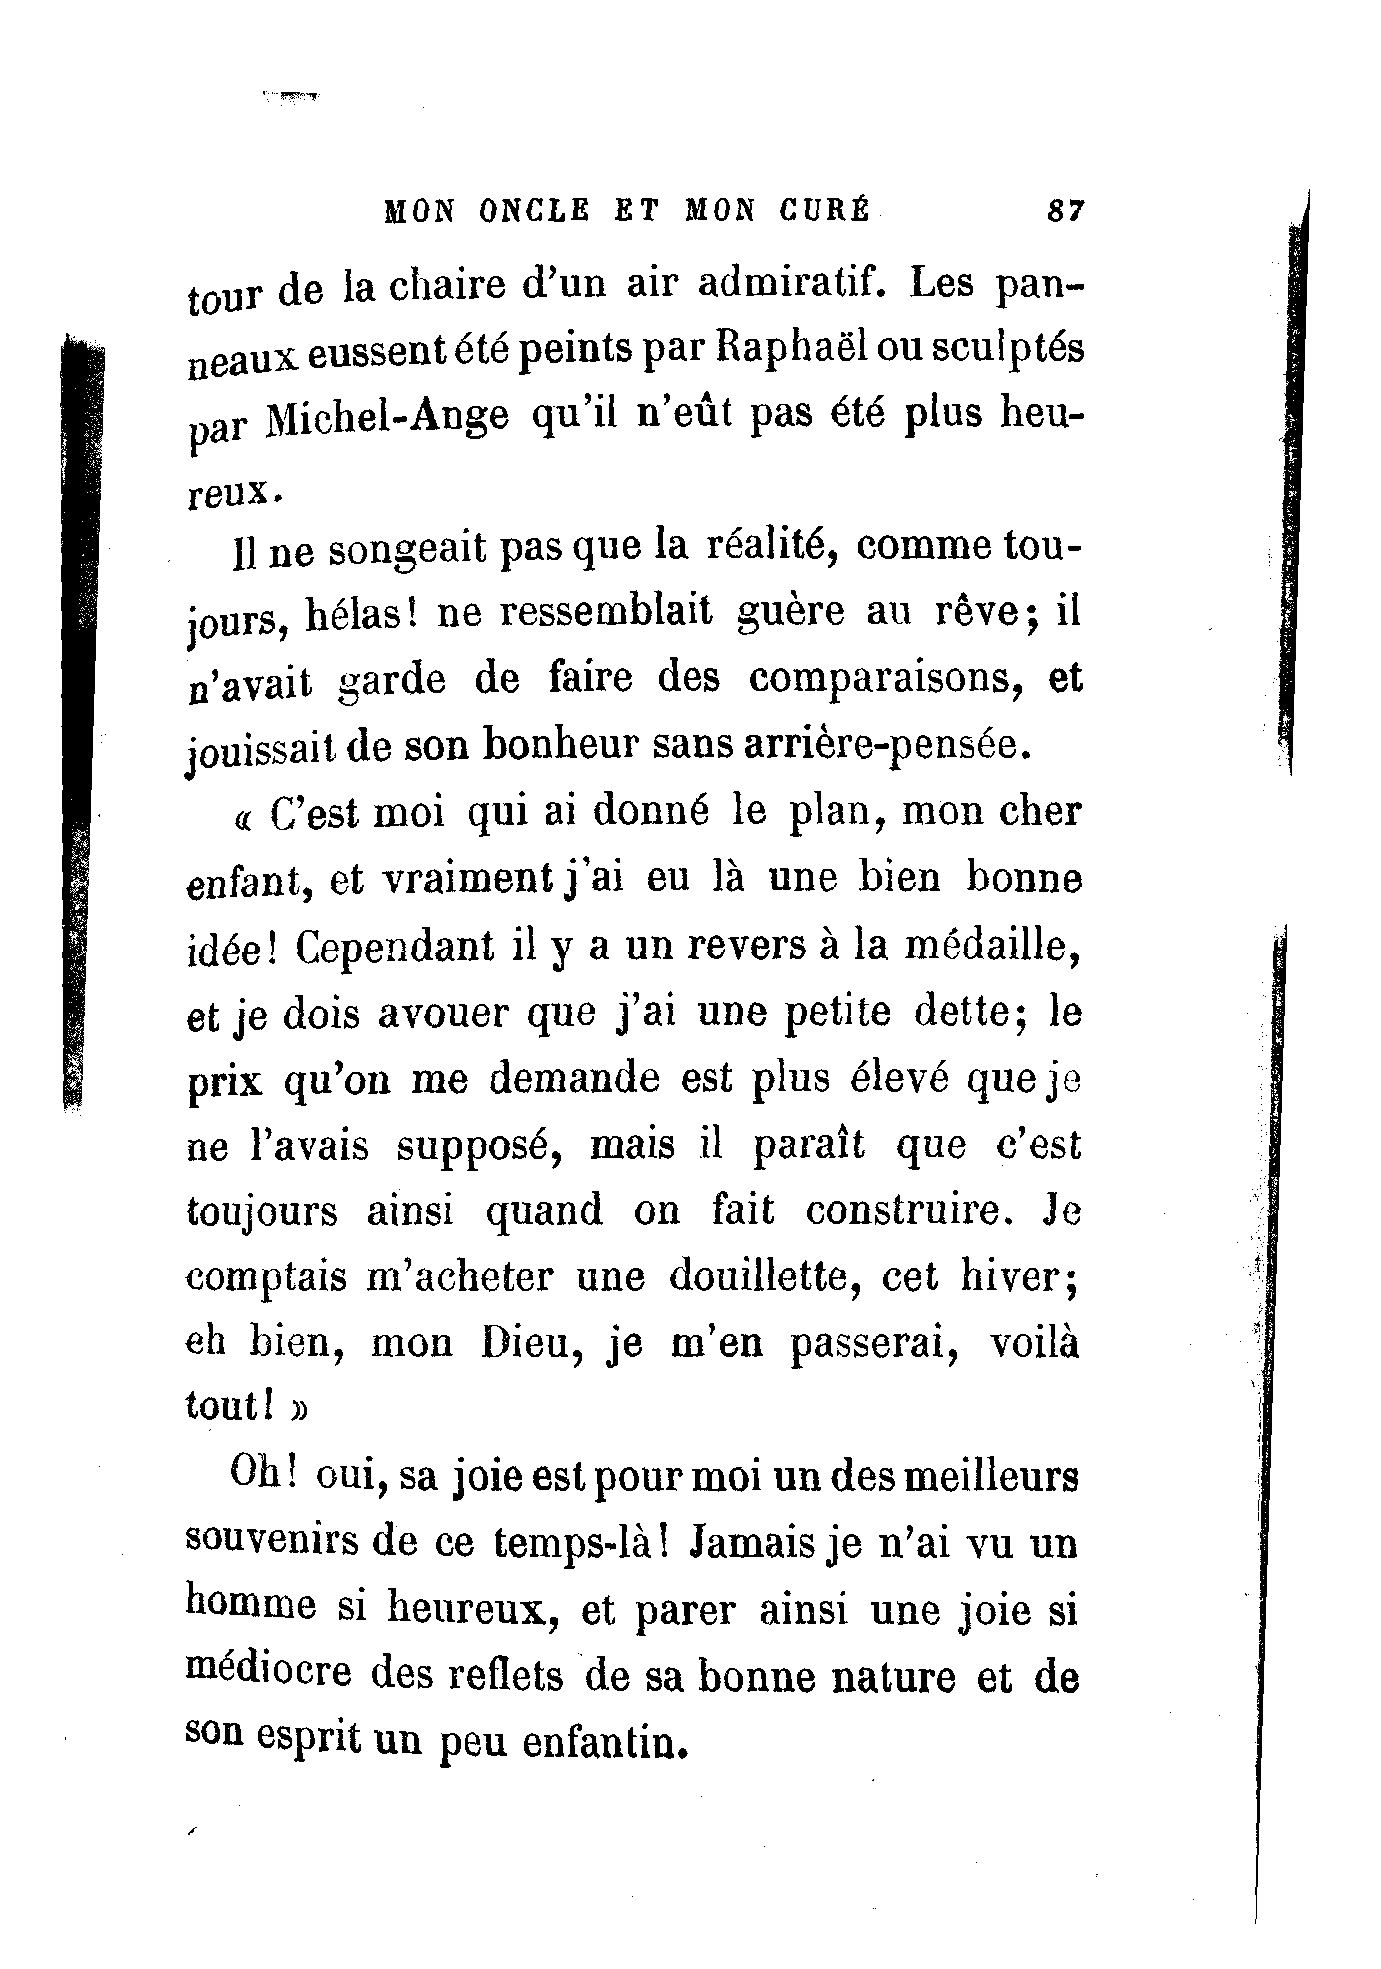 MON ONCLE ET MON CURÉ 87
tour de la chaire d'un air admiratif. Les pan-
neaux eussent été peints par Raphaël ou sculptés
par Michel-Ange qu'il n'eût pas été plus heu-
reux.
Il ne songeait pas que la réalité, comme tou-
jours, hélas! ne ressemblait guère au rêve; il
n'avait garde de faire des comparaisons, et
jouissait de son bonheur sans arrière-pensée.
« C'est moi qui ai donné le plan, mon cher
enfant, et vraiment j'ai eu là une bien bonne
idée! Cependant il y a un revers à la médaille,
et je dois avouer que j'ai une petite dette; le
prix qu'on me demande est plus élevé que je
ne l'avais supposé, mais il paraît que c'est
toujours ainsi quand on fait construire. Je
comptais m'acheter une douillette, cet hiver;
eh bien, mon Dieu, je m'en passerai, voilà
tout! »
Oh! oui, sa joie est pour moi un des meilleurs
souvenirs de ce temps-là! Jamais je n'ai vu un
homme si heureux, et parer ainsi une joie si
médiocre des reflets de sa bonne nature et de
son esprit un peu enfantin.